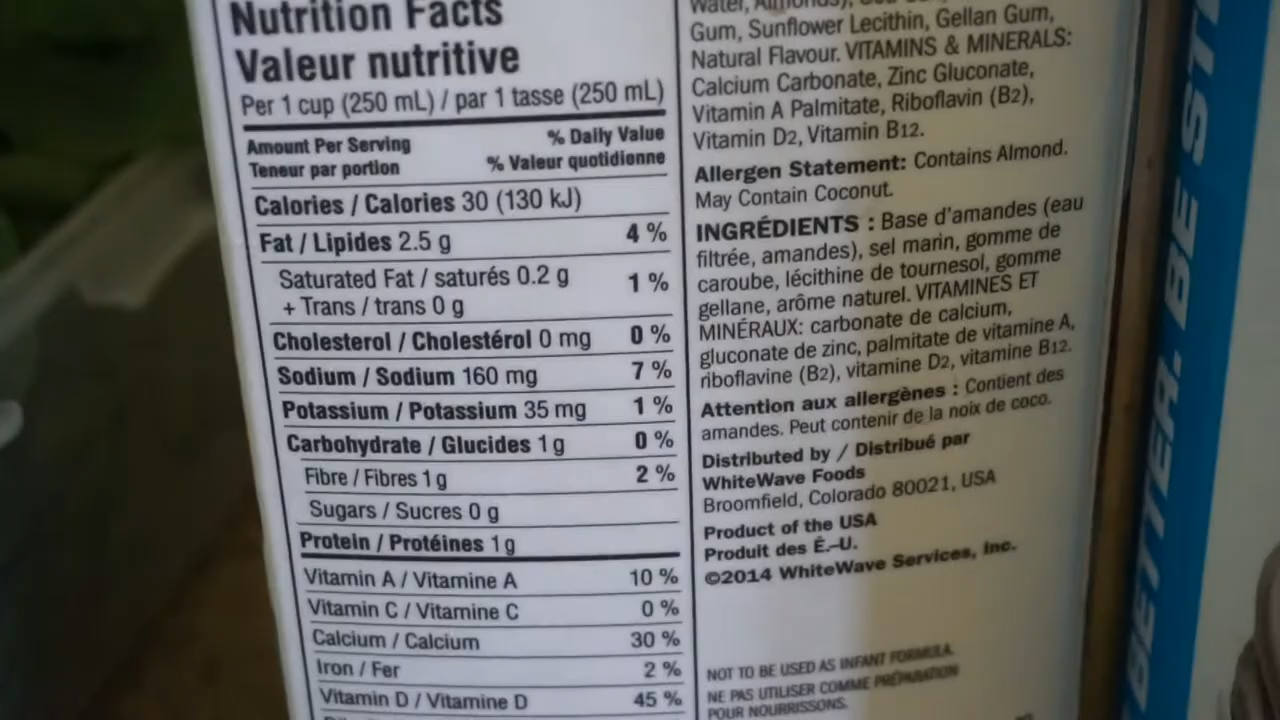 Nutrition Facts
Valeur nutritive
Per 1 cup (250 mL) / par 1 tasse (250 mL)
Amount Per Serving % Daily Value
Teneur par portion % Valeur quotidienne
Calories / Calories 30 (130 kJ)
Fat / Lipides 2.5 g 4 %
Saturated Fat / saturés 0.2 g 1 %
+ Trans / trans 0 g
Cholesterol / Cholestérol 0 mg 0 %
Sodium / Sodium 160 mg 7 %
Potassium / Potassium 35 mg 1 %
Carbohydrate / Glucides 1 g 0 %
Fibre / Fibres 1 g 2 %
Sugars / Sucres 0 g
Protein / Protéines 1 g
Vitamin A / Vitamine A 10 %
Vitamin C / Vitamine C 0 %
Calcium / Calcium 30 %
Iron / Fer 2 %
Vitamin D / Vitamine D 45 %
Water, Almonds),
Gum, Sunflower Lecithin, Gellan Gum,
Natural Flavour. VITAMINS & MINERALS:
Calcium Carbonate, Zinc Gluconate,
Vitamin A Palmitate, Riboflavin (B2),
Vitamin D2, Vitamin B12.
Allergen Statement: Contains Almond.
May Contain Coconut.
INGRÉDIENTS : Base d'amandes (eau
filtrée, amandes), sel marin, gomme de
caroube, lécithine de tournesol, gomme
gellane, arôme naturel. VITAMINES ET
MINÉRAUX: carbonate de calcium,
gluconate de zinc, palmitate de vitamine A,
riboflavine (B2), vitamine D2, vitamine B12.
Attention aux allergènes : Contient des
amandes. Peut contenir de la noix de coco.
Distributed by / Distribué par
WhiteWave Foods
Broomfield, Colorado 80021, USA
Product of the USA
Produit des É.-U.
©2014 WhiteWave Services, Inc.
NOT TO BE USED AS INFANT FORMULA.
NE PAS UTILISER COMME PRÉPARATION
POUR NOURRISSONS.
BETTER. BE ST